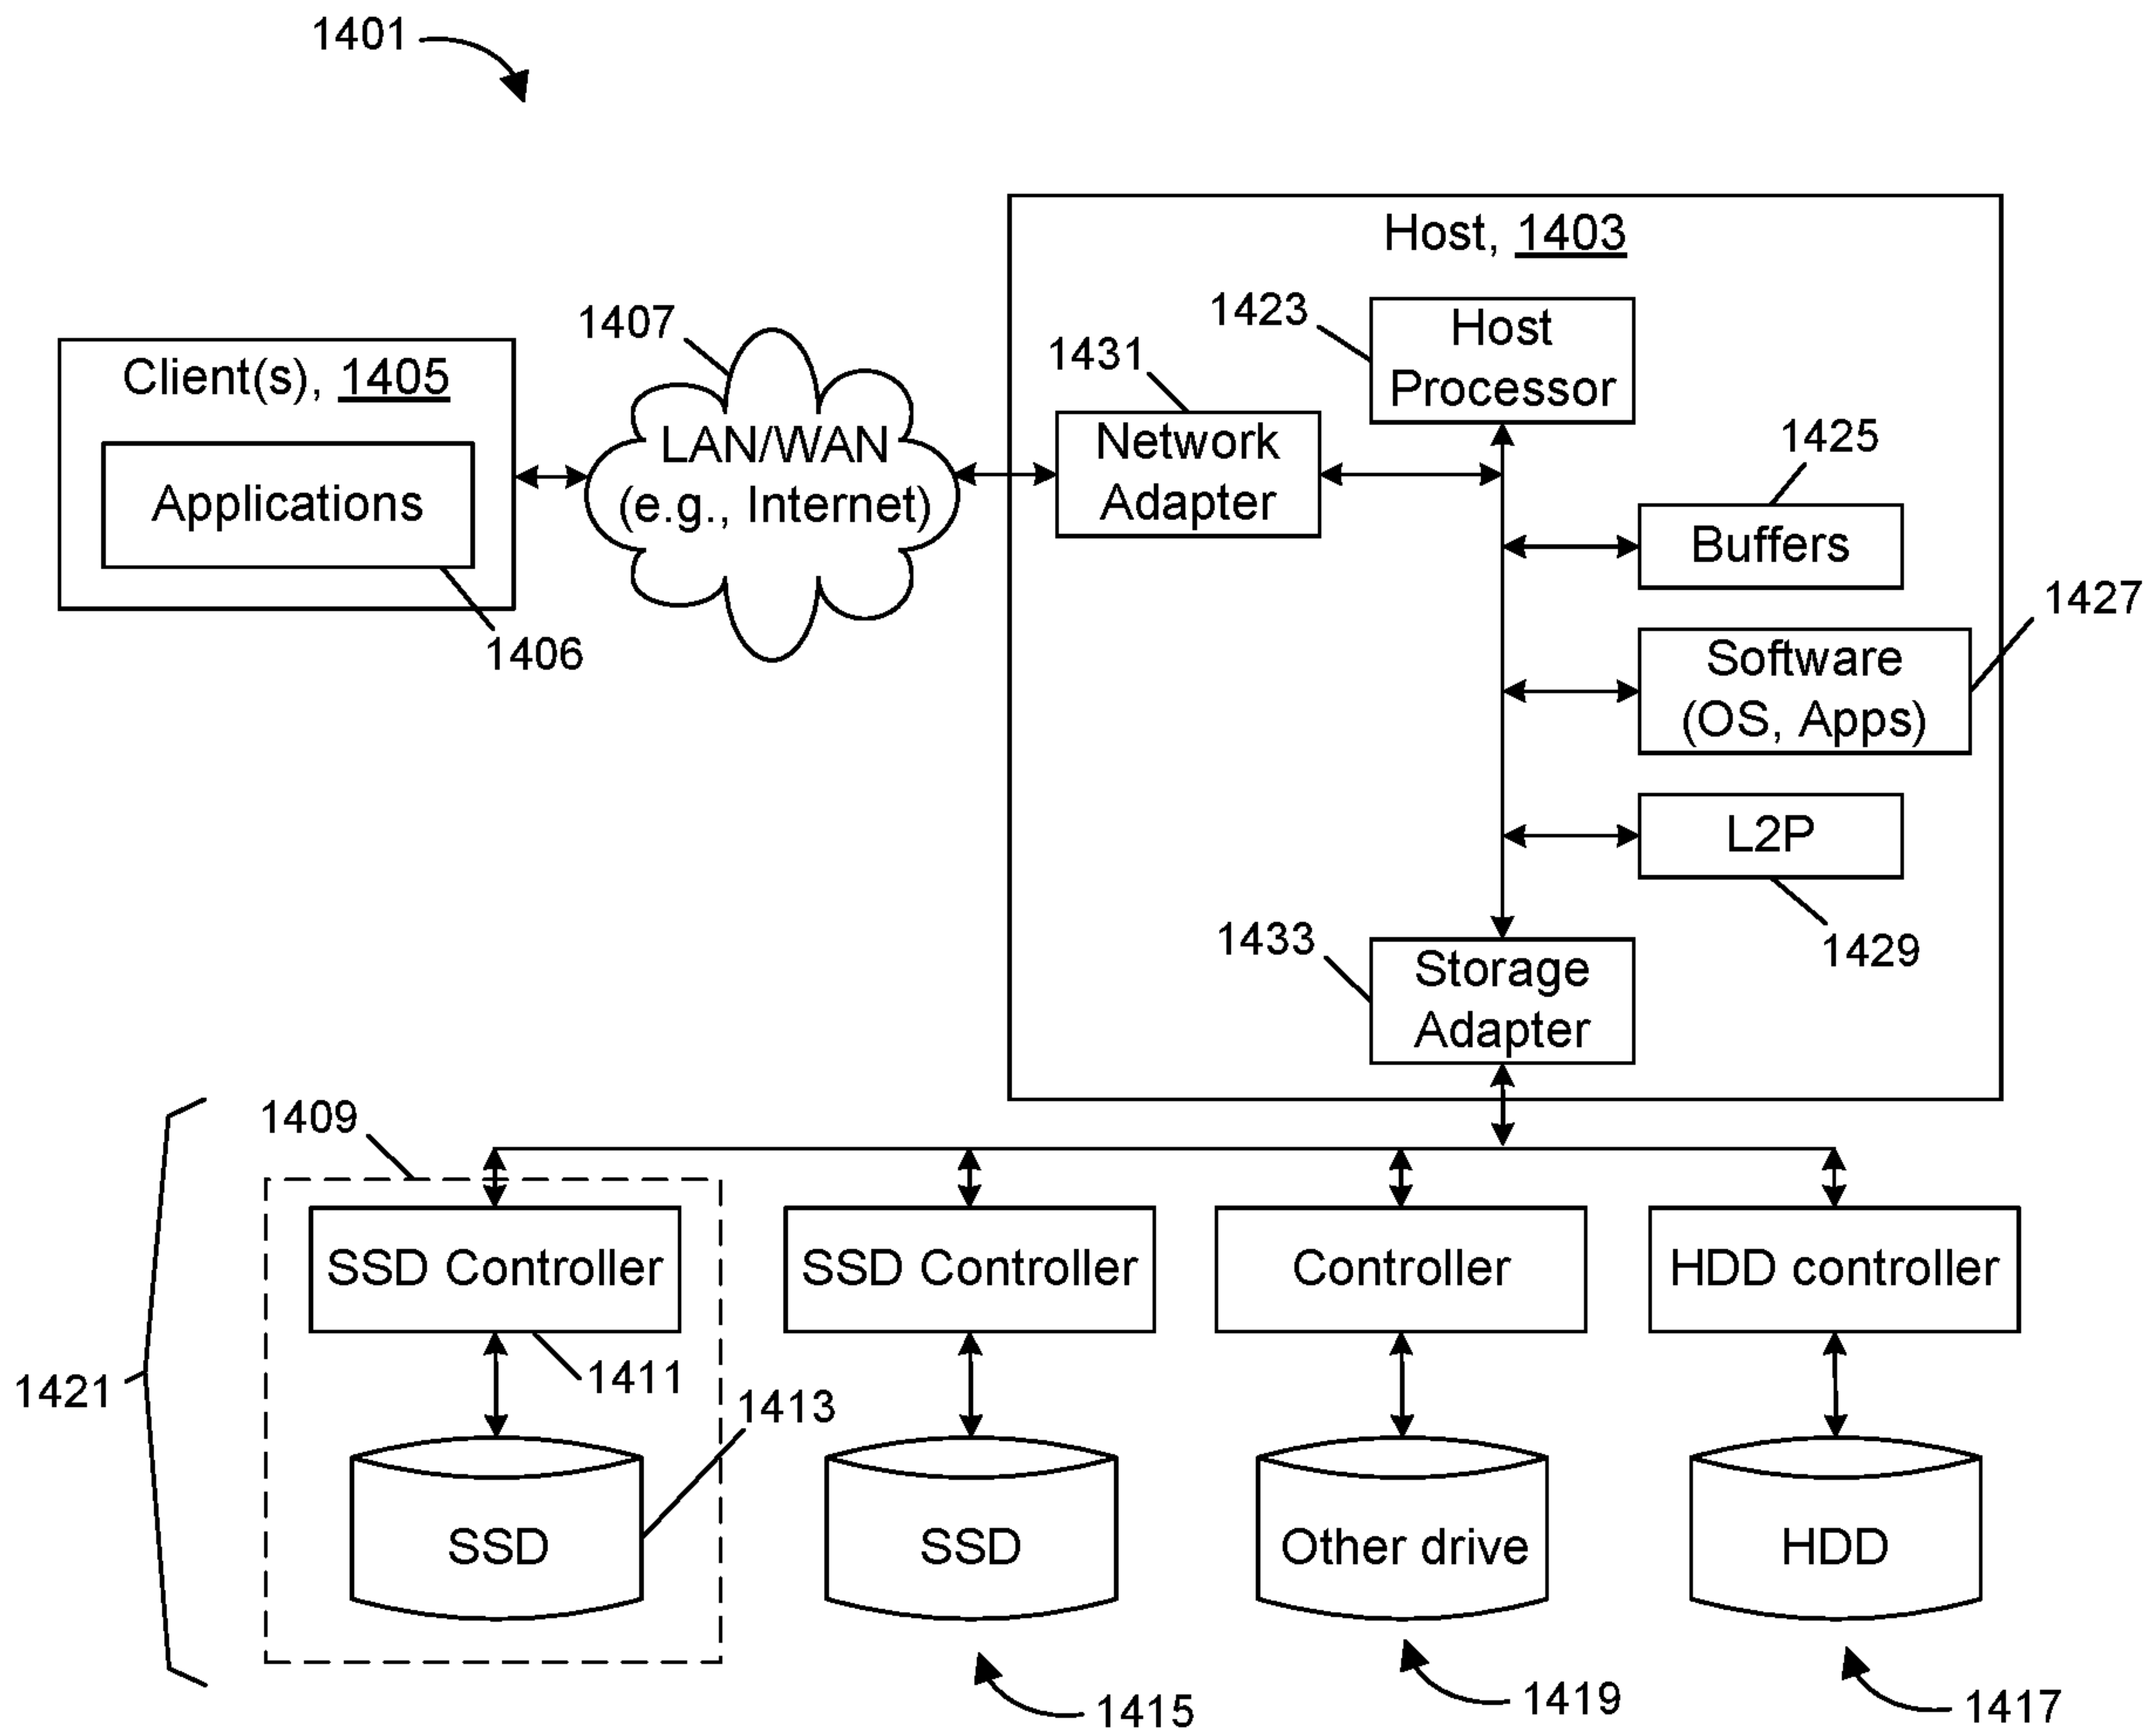 1401
Host, 1403
1407
1423
Host
Processor
1431
Client(s), 1405
Applications
1406
LAN/WAN
(e.g., Internet)
Network
Adapter
1425
Buffers
1427
Software
(OS, Apps)
L2P
1429
1433
Storage
Adapter
1409
SSD Controller
SSD Controller
Controller
HDD controller
1411
1421
1413
SSD
SSD
Other drive
HDD
1415
1419
1417